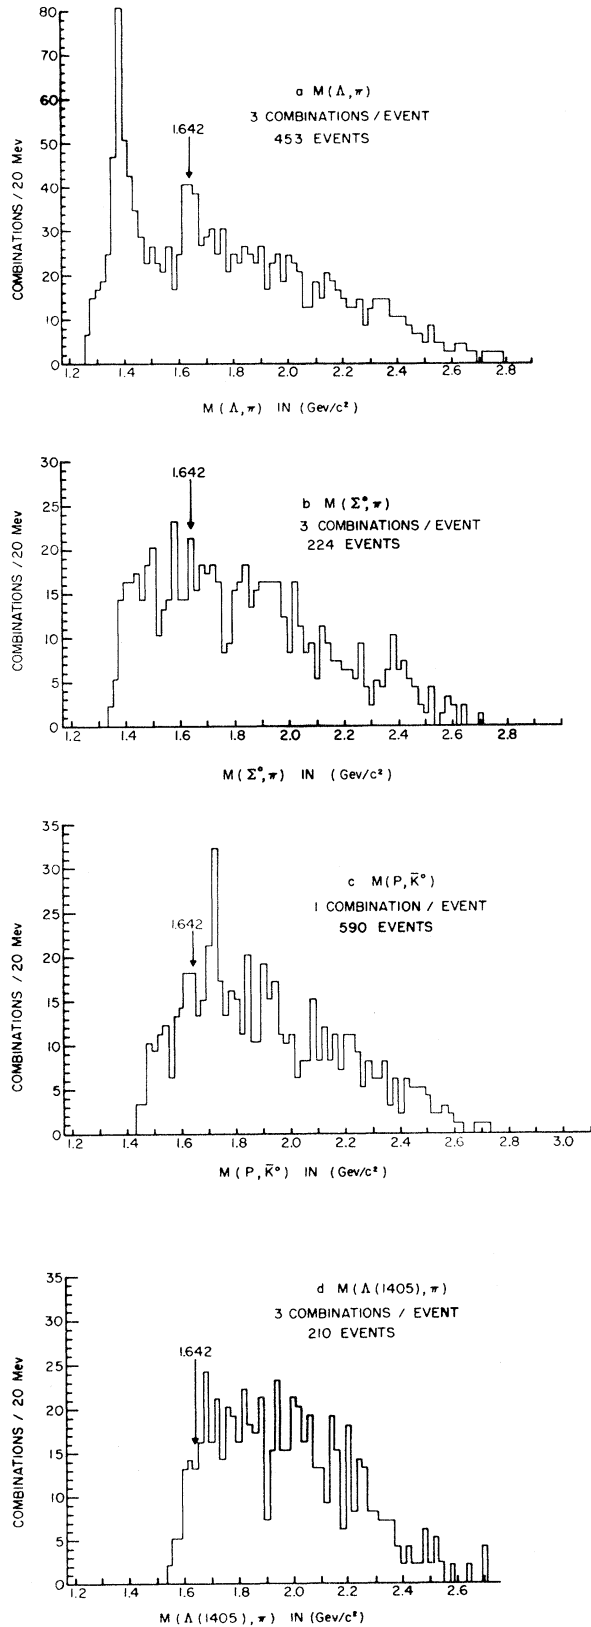 80
a M(Λ,π)
3 COMBINATIONS/EVENT
453 EVENTS
1.642
60
50
40
30
20
10
0
COMBINATIONS/20 Mev
1.2 1.4 1.6 1.8 2.0 2.2 2.4 2.6 2.8
M(Λ,π) IN (Gev/c²)
30
b M(Σ°,π)
3 COMBINATIONS/EVENT
224 EVENTS
1.642
25
20
15
10
5
0
COMBINATIONS/20 Mev
1.2 1.4 1.6 1.8 2.0 2.2 2.4 2.6 2.8
M(Σ°,π) IN (Gev/c²)
35
c M(P,K̄°)
1 COMBINATION / EVENT
590 EVENTS
1.642
30
25
20
15
10
5
0
COMBINATIONS / 20 Mev
1.2 1.4 1.6 1.8 2.0 2.2 2.4 2.6 2.8 3.0
M(P,K̄°) IN (Gev/c²)
35
d M(Λ(1405),π)
3 COMBINATIONS / EVENT
210 EVENTS
1.642
30
25
20
15
10
5
0
COMBINATIONS / 20 Mev
1.2 1.4 1.6 1.8 2.0 2.2 2.4 2.6
M(Λ(1405),π) IN (Gev/c²)